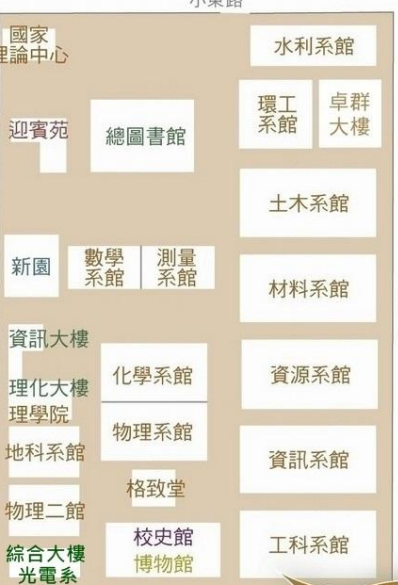 小東路
國家
理論中心
水利系館
迎賓苑
總圖書館
環工
系館
卓群
大樓
土木系館
新園
數學
系館
測量
系館
材料系館
資訊大樓
理化大樓
理學院
化學系館
資源系館
地科系館
物理系館
資訊系館
物理二館
格致堂
綜合大樓
光電系
校史館
博物館
工科系館